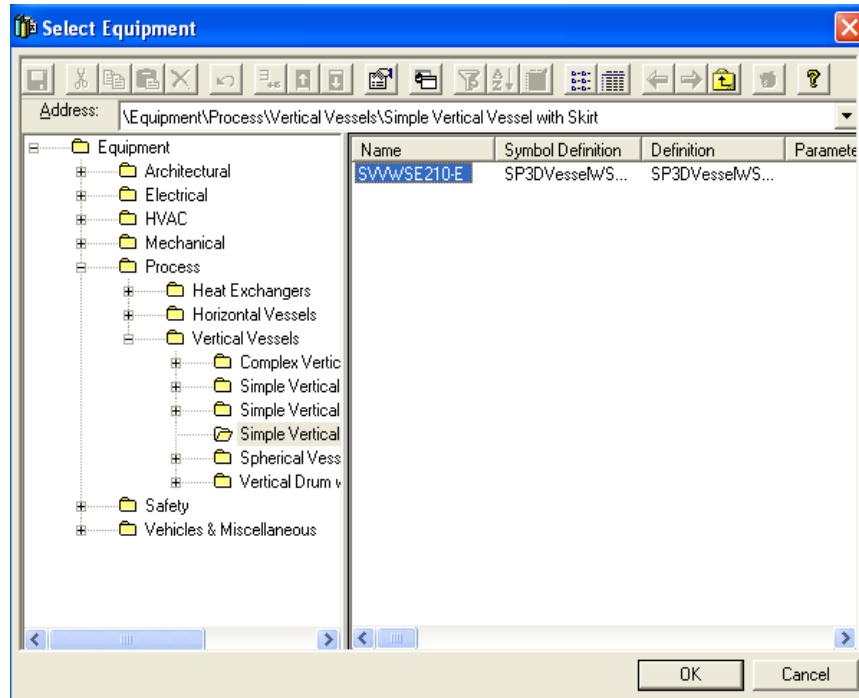 Select Equipment
Address: \Equipment\Process\Vertical Vessels\Simple Vertical Vessel with Skirt
Equipment
Architectural
Electrical
HVAC
Mechanical
Process
Heat Exchangers
Horizontal Vessels
Vertical Vessels
Complex Vertic
Simple Vertical
Simple Vertical
Simple Vertical
Spherical Vess
Vertical Drum w
Safety
Vehicles & Miscellaneous
Name Symbol Definition Definition Paramete
SVVWSE210-E SP3DVesselWS... SP3DVesselWS...
OK Cancel